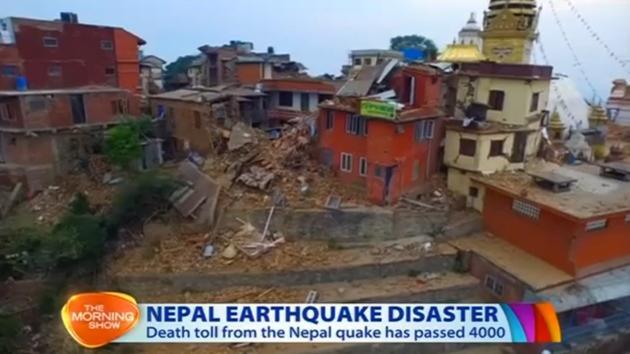 THE
MORNING
SHOW
NEPAL EARTHQUAKE DISASTER
Death toll from the Nepal quake has passed 4000